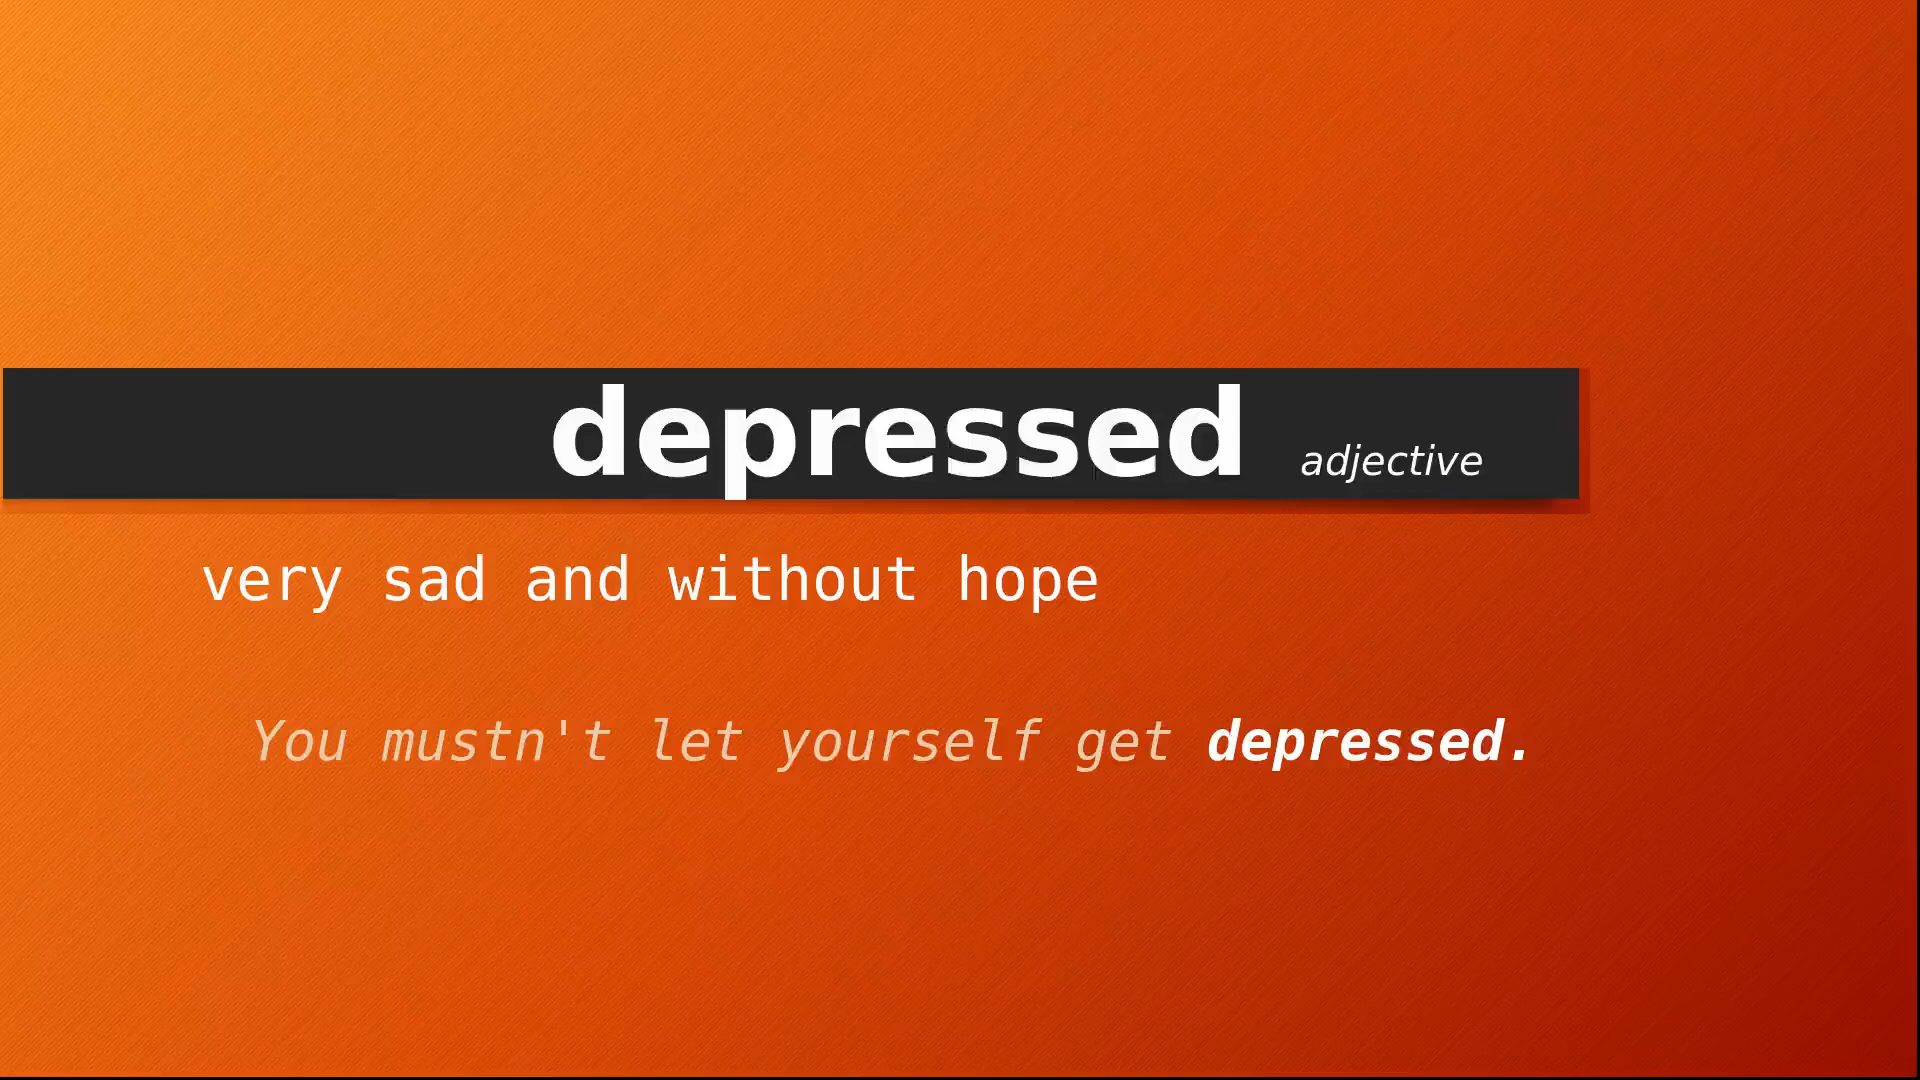 depressed adjective
very sad and without hope
You mustn't let yourself get depressed.